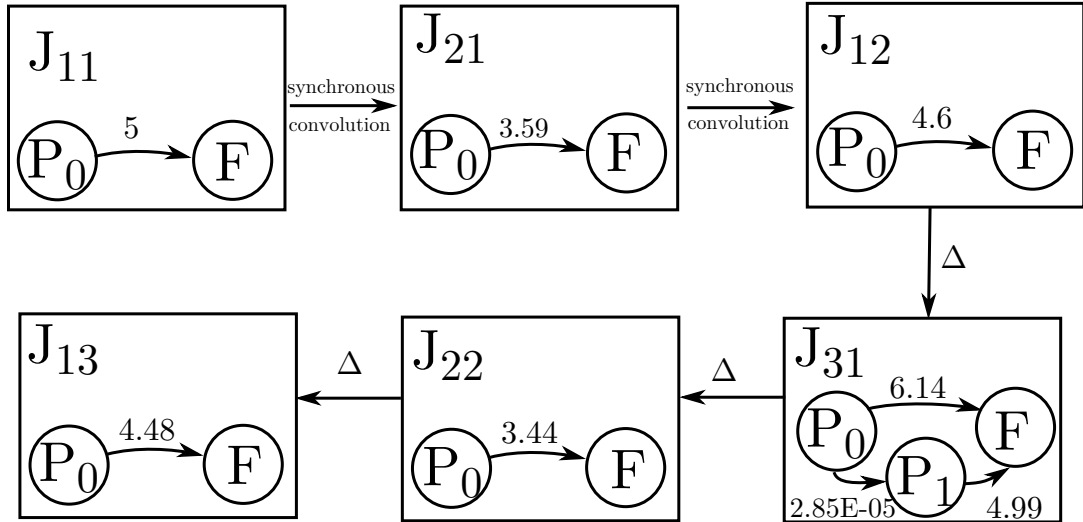 J11
5
P0
F
synchronous
convolution
J21
3.59
P0
F
synchronous
convolution
J12
4.6
P0
F
Δ
J31
6.14
P0
F
P1
2.85E-05
4.99
Δ
J22
3.44
P0
F
Δ
J13
4.48
P0
F